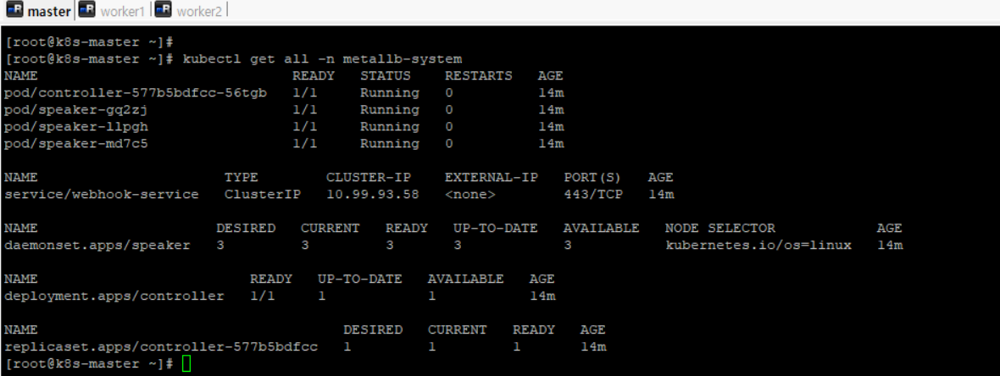 master worker1 worker2
[root@k8s-master ~]#
[root@k8s-master ~]# kubectl get all -n metallb-system
NAME READY STATUS RESTARTS AGE
pod/controller-577b5bdfcc-56tgb 1/1 Running 0 14m
pod/speaker-gq2zj 1/1 Running 0 14m
pod/speaker-llpgh 1/1 Running 0 14m
pod/speaker-md7c5 1/1 Running 0 14m
NAME TYPE CLUSTER-IP EXTERNAL-IP PORT(S) AGE
service/webhook-service ClusterIP 10.99.93.58 <none> 443/TCP 14m
NAME DESIRED CURRENT READY UP-TO-DATE AVAILABLE NODE SELECTOR AGE
daemonset.apps/speaker 3 3 3 3 3 kubernetes.io/os=linux 14m
NAME READY UP-TO-DATE AVAILABLE AGE
deployment.apps/controller 1/1 1 1 14m
NAME DESIRED CURRENT READY AGE
replicaset.apps/controller-577b5bdfcc 1 1 1 14m
[root@k8s-master ~]#